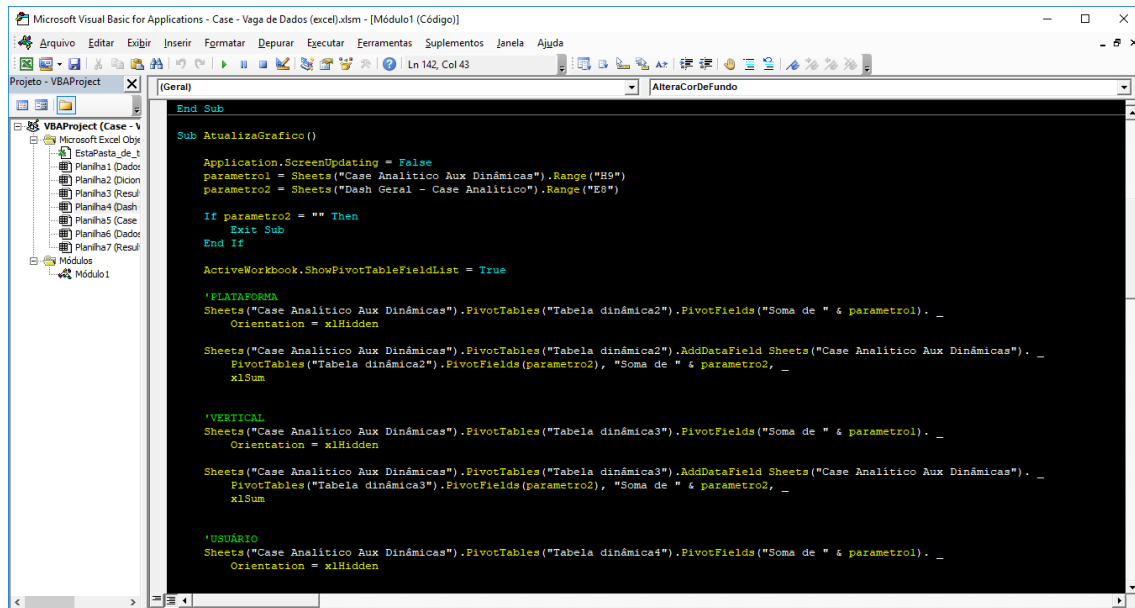 Microsoft Visual Basic for Applications - Case - Vaga de Dados (excel).xlsm - [Módulo1 (Código)]
Arquivo Editar Exibir Inserir Formatar Depurar Executar Ferramentas Suplementos Janela Ajuda
Ln 142, Col 43
Projeto - VBAProject
(Geral)
AlteraCorDeFundo
VBAProject (Case - V
Microsoft Excel Obje
EstaPasta_de_t
Planilha1 (Dados
Planilha2 (Dicion
Planilha3 (Resul
Planilha4 (Dash
Planilha5 (Case
Planilha6 (Dados
Planilha7 (Resul
Módulos
Módulo1
End Sub
Sub AtualizaGrafico()
Application.ScreenUpdating = False
parametro1 = Sheets("Case Analítico Aux Dinâmicas").Range("H9")
parametro2 = Sheets("Dash Geral - Case Analítico").Range("E8")
If parametro2 = "" Then
Exit Sub
End If
ActiveWorkbook.ShowPivotTableFieldList = True
'PLATAFORMA
Sheets("Case Analítico Aux Dinâmicas").PivotTables("Tabela dinâmica2").PivotFields("Soma de " & parametro1). _
Orientation = xlHidden
Sheets("Case Analítico Aux Dinâmicas").PivotTables("Tabela dinâmica2").AddDataField Sheets("Case Analítico Aux Dinâmicas"). _
PivotTables("Tabela dinâmica2").PivotFields(parametro2), "Soma de " & parametro2, _
xlSum
'VERTICAL
Sheets("Case Analítico Aux Dinâmicas").PivotTables("Tabela dinâmica3").PivotFields("Soma de " & parametro1). _
Orientation = xlHidden
Sheets("Case Analítico Aux Dinâmicas").PivotTables("Tabela dinâmica3").AddDataField Sheets("Case Analítico Aux Dinâmicas"). _
PivotTables("Tabela dinâmica3").PivotFields(parametro2), "Soma de " & parametro2, _
xlSum
'USUÁRIO
Sheets("Case Analítico Aux Dinâmicas").PivotTables("Tabela dinâmica4").PivotFields("Soma de " & parametro1). _
Orientation = xlHidden